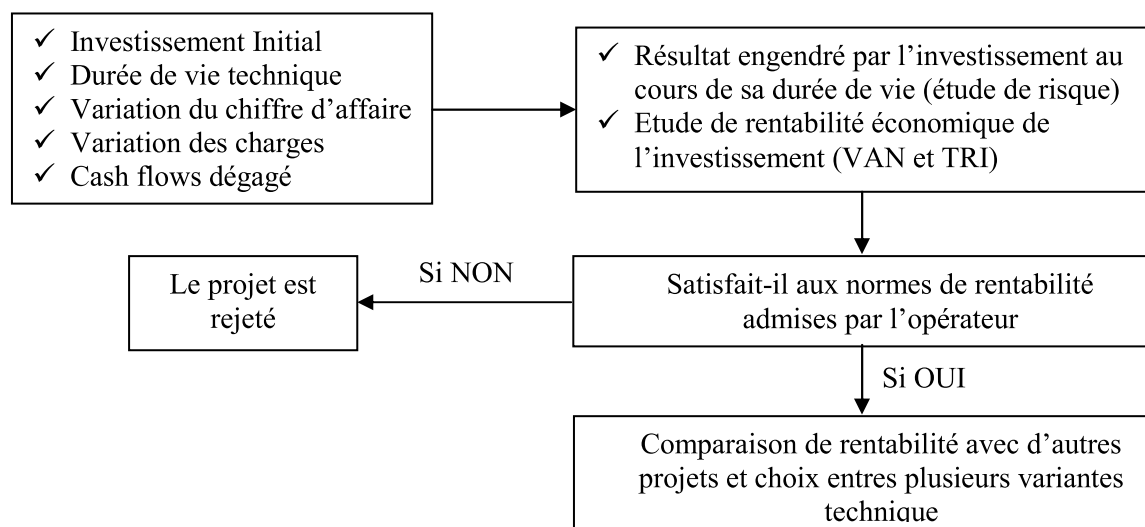 ✓ Investissement Initial
✓ Durée de vie technique
✓ Variation du chiffre d’affaire
✓ Variation des charges
✓ Cash flows dégagé
✓ Résultat engendré par l’investissement au
cours de sa durée de vie (étude de risque)
✓ Etude de rentabilité économique de
l’investissement (VAN et TRI)
Le projet est
rejeté
Si NON
Satisfait-il aux normes de rentabilité
admises par l’opérateur
Si OUI
Comparaison de rentabilité avec d’autres
projets et choix entres plusieurs variantes
technique